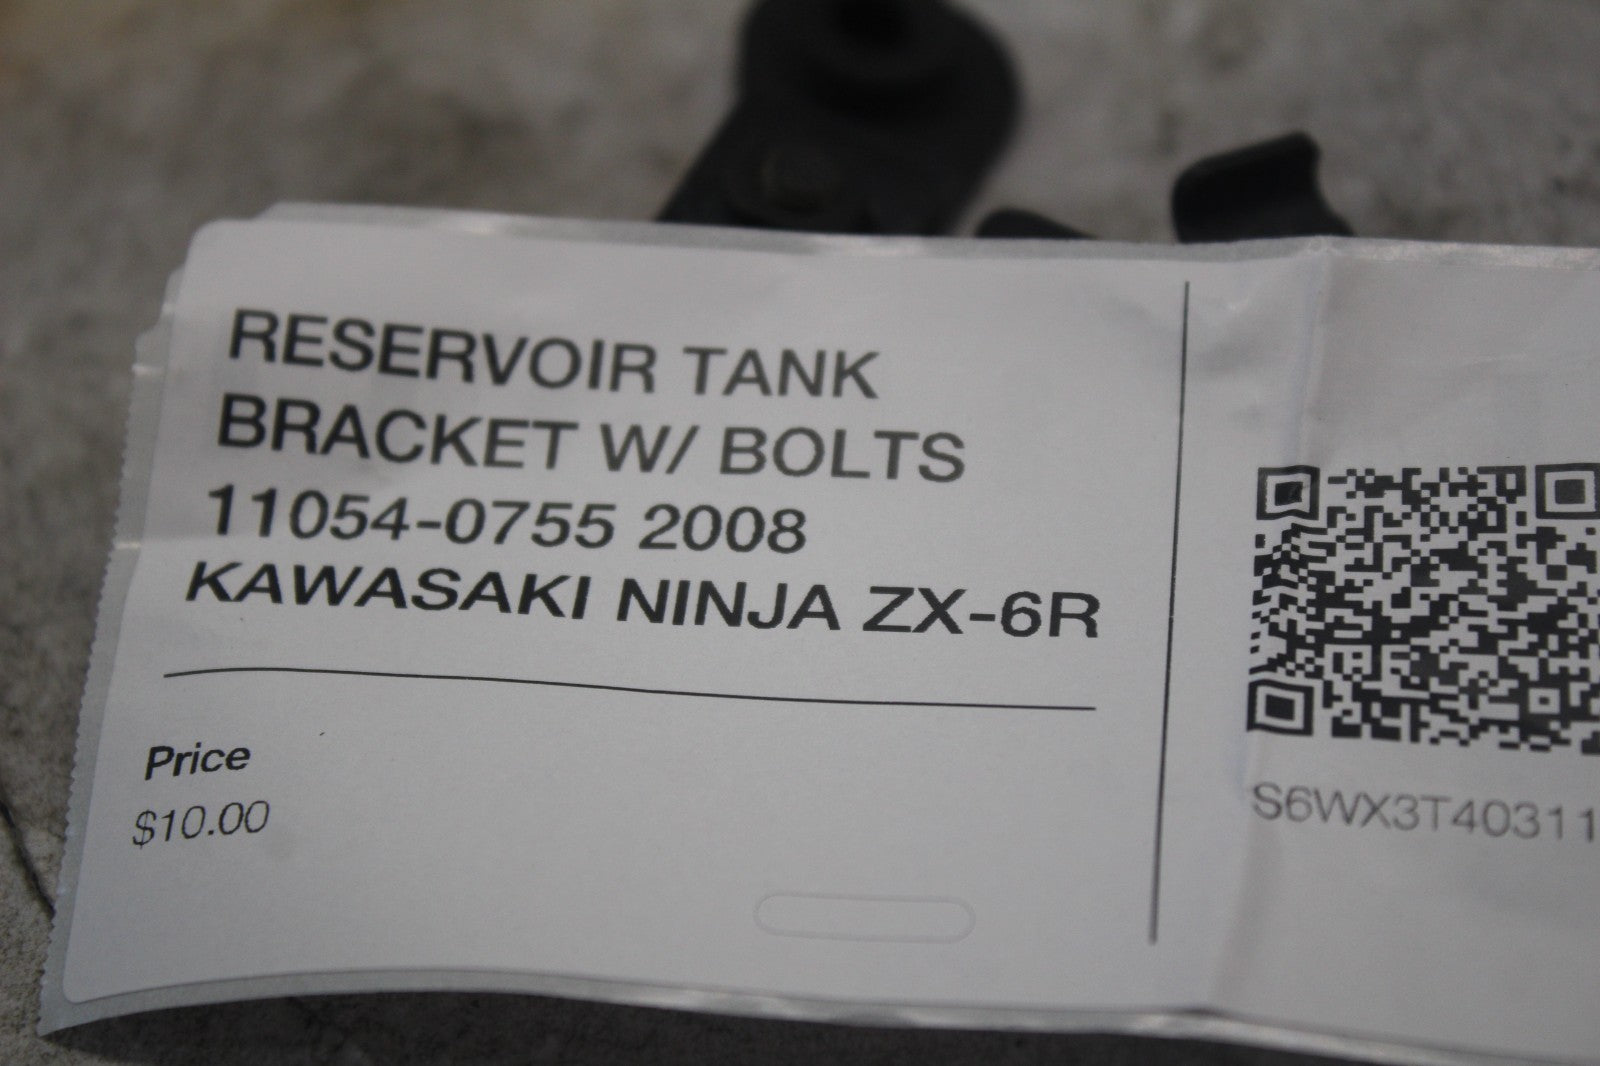 RESERVOIR TANK
BRACKET W/ BOLTS
11054-0755 2008
KAWASAKI NINJA ZX-6R
Price
$10.00
S6WX3T40311